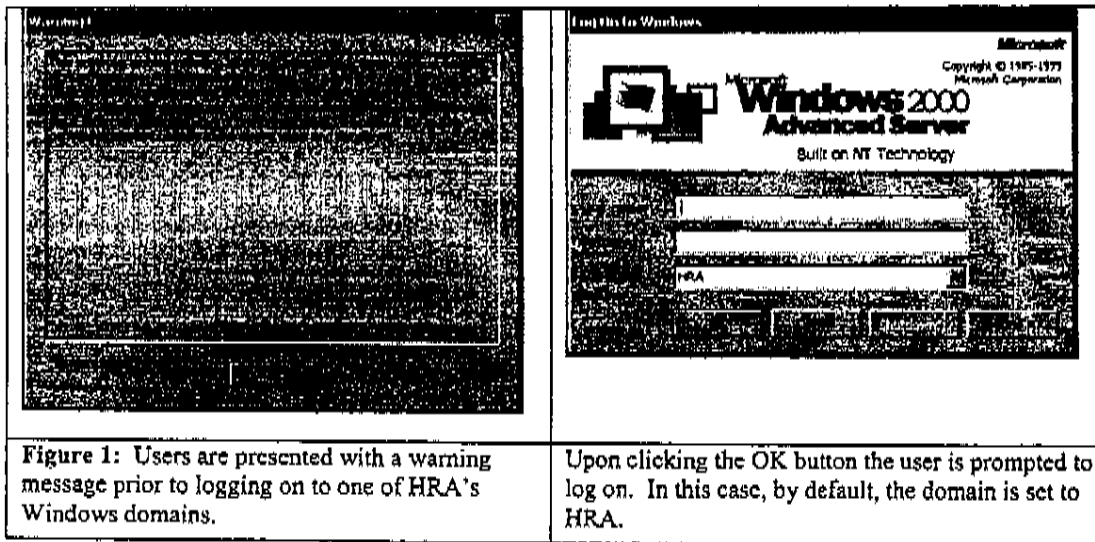 Warning!
Log On to Windows
Microsoft
Copyright © 1985-1999
Microsoft Corporation
Microsoft
Windows 2000
Advanced Server
Built on NT Technology
HRA
Figure 1: Users are presented with a warning
message prior to logging on to one of HRA's
Windows domains.
Upon clicking the OK button the user is prompted to
log on. In this case, by default, the domain is set to
HRA.